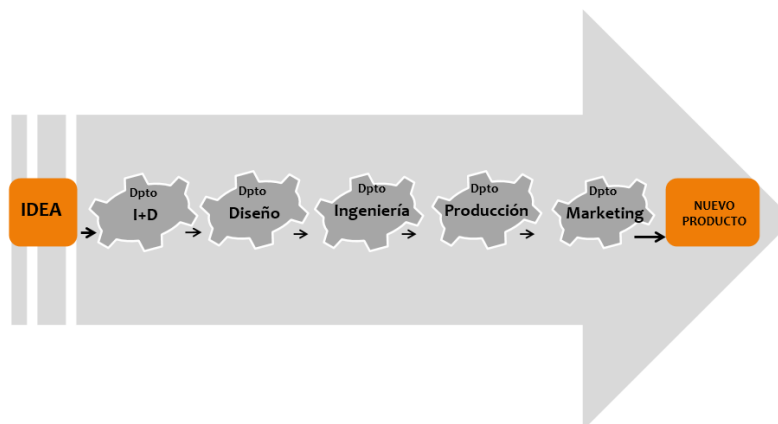 IDEA
Dpto
I+D
Dpto
Diseño
Dpto
Ingeniería
Dpto
Producción
Dpto
Marketing
NUEVO
PRODUCTO